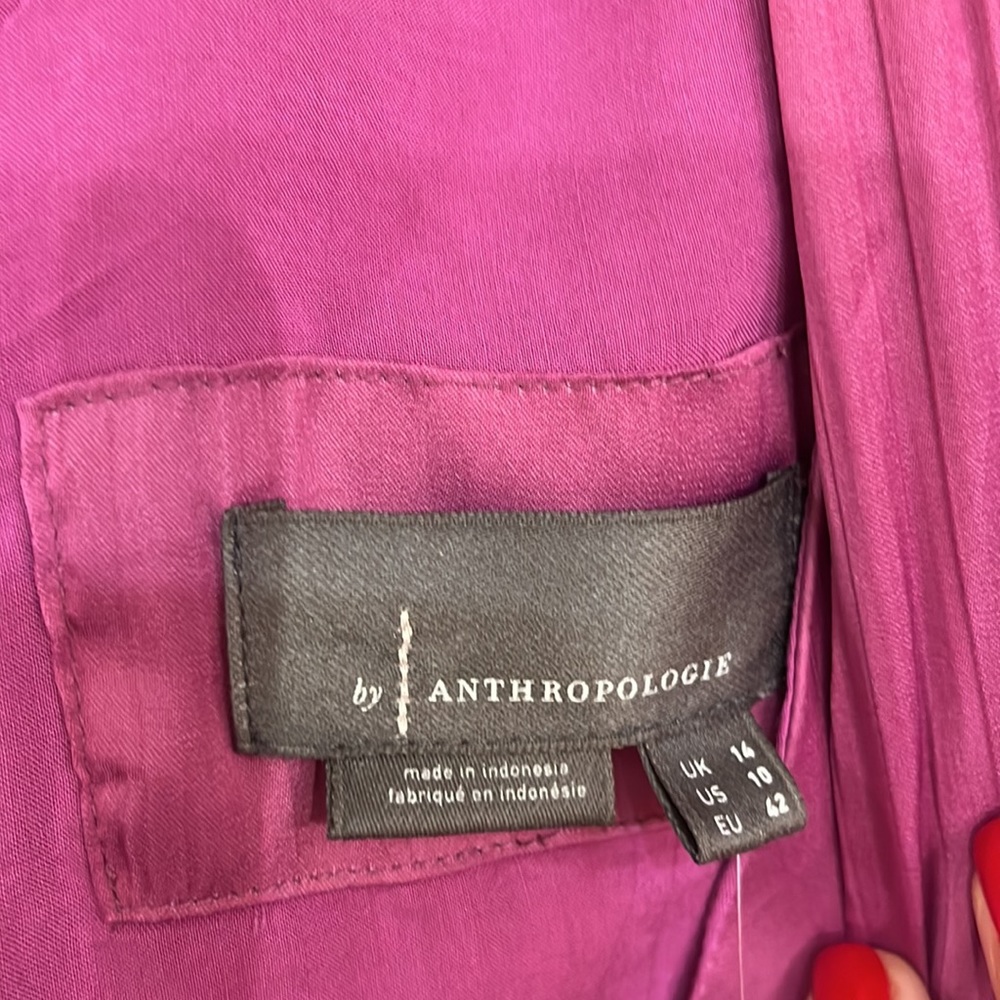 by ANTHROPOLOGIE
made in indonesia
fabriqué en indonésie
UK 14
US 10
EU 42